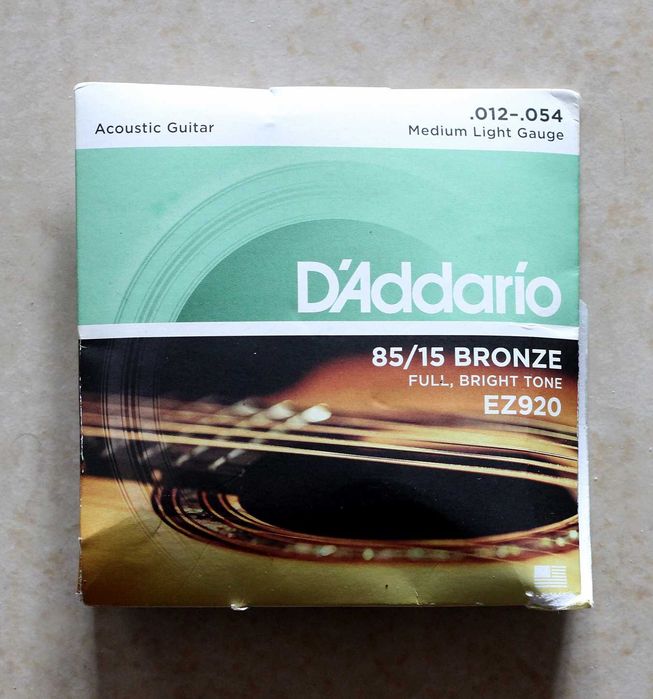 .012–.054
Acoustic Guitar
Medium Light Gauge
D'Addario
85/15 BRONZE
FULL, BRIGHT TONE
EZ920